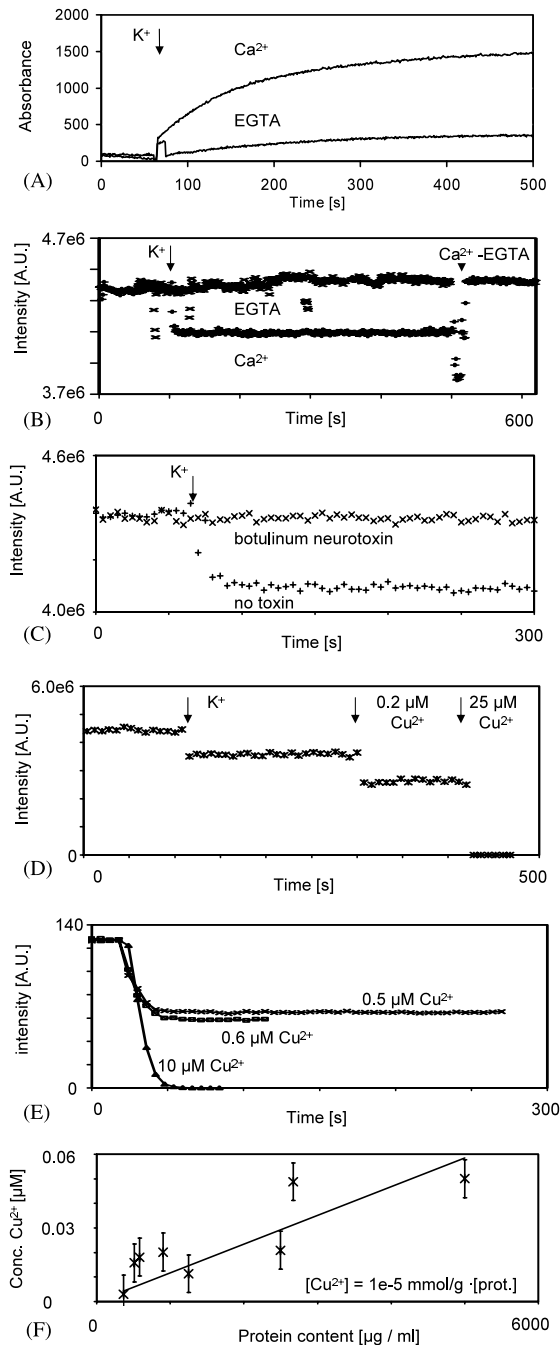 2000
K⁺
Ca²⁺
1500
Absorbance
1000
EGTA
500
0
0 100 200 300 400 500
Time [s]
(A)
4.7e6
K⁺
Ca²⁺ -EGTA
Intensity [A.U.]
EGTA
Ca²⁺
3.7e6
0 600
Time [s]
(B)
4.6e6
K⁺
Intensity [A.U.]
botulinum neurotoxin
no toxin
4.0e6
0 300
Time [s]
(C)
6.0e6
K⁺ 0.2 µM 25 µM
Cu²⁺ Cu²⁺
Intensity [A.U.]
0
0 500
Time [s]
(D)
140
intensity [A.U.]
0.5 µM Cu²⁺
0.6 µM Cu²⁺
10 µM Cu²⁺
0
0 300
Time [s]
(E)
0.06
Conc. Cu²⁺ [µM]
0.03
[Cu²⁺] = 1e-5 mmol/g ·[prot.]
0
0 6000
Protein content [µg / ml]
(F)